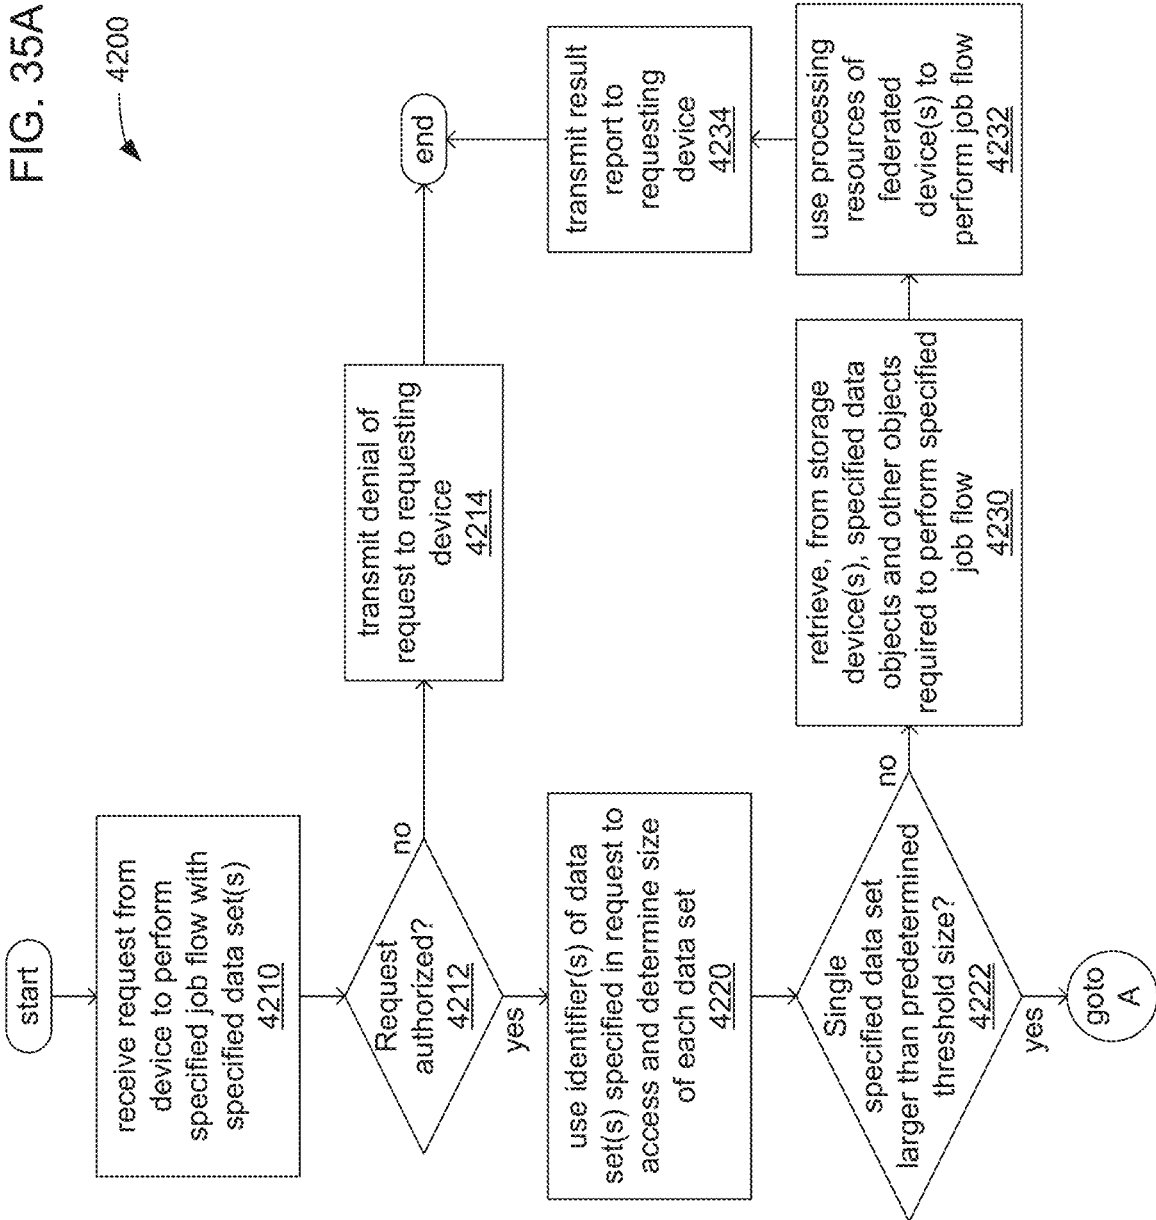 FIG. 35A
4200
start
receive request from
device to perform
specified job flow with
specified data set(s)
4210
Request
authorized?
4212
no
yes
transmit denial of
request to requesting
device
4214
end
use identifier(s) of data
set(s) specified in request to
access and determine size
of each data set
4220
Single
specified data set
larger than predetermined
threshold size?
4222
no
yes
goto
A
retrieve, from storage
device(s), specified data
objects and other objects
required to perform specified
job flow
4230
use processing
resources of
federated
device(s) to
perform job flow
4232
transmit result
report to
requesting
device
4234